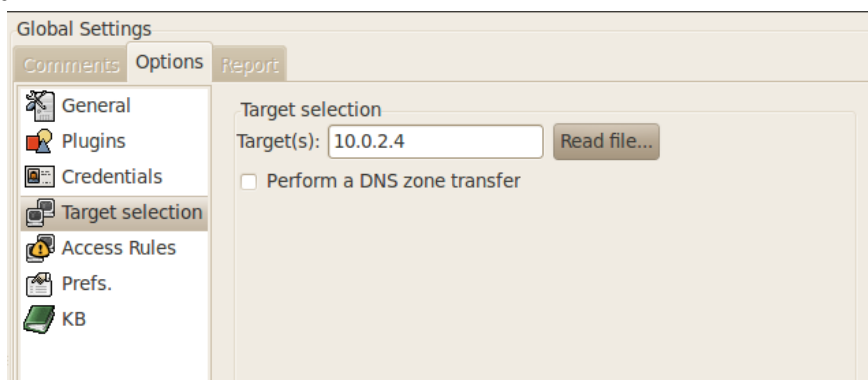 Global Settings
Comments Options Report
General
Plugins
Credentials
Target selection
Access Rules
Prefs.
KB
Target selection
Target(s): 10.0.2.4 Read file...
Perform a DNS zone transfer